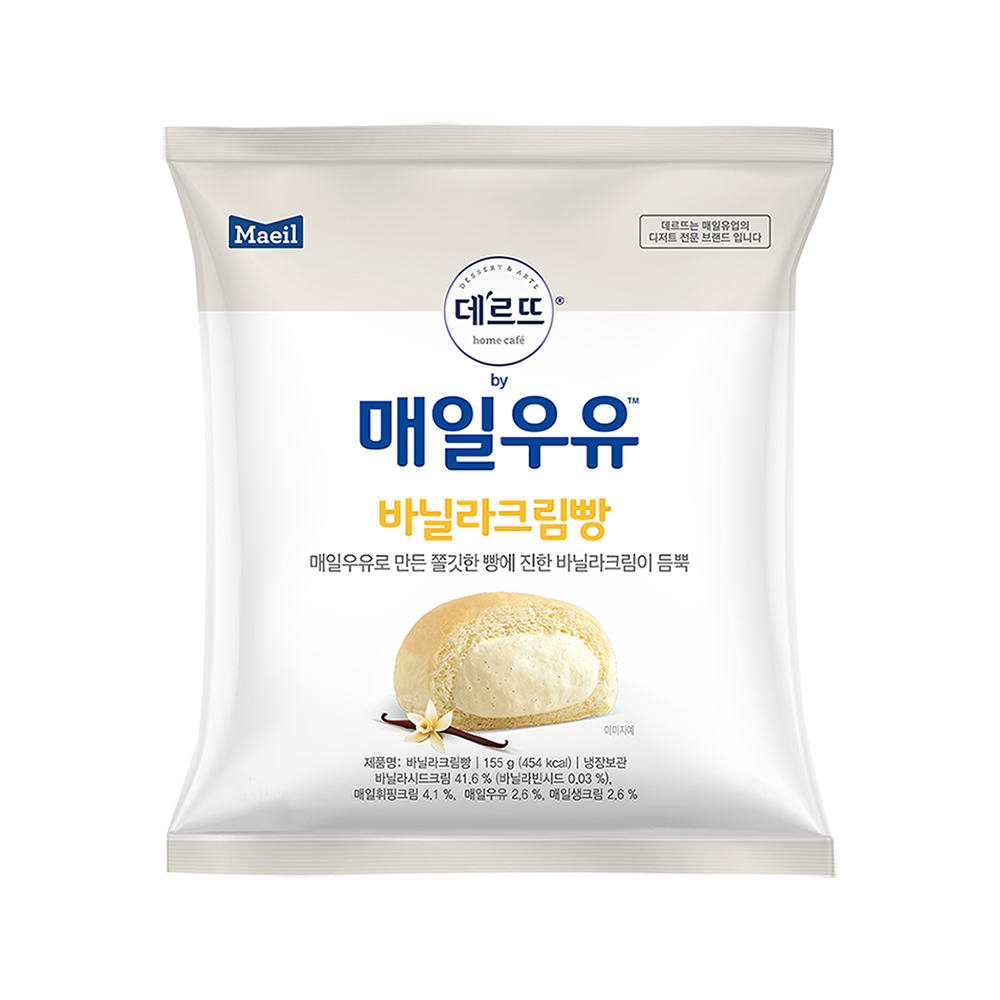 Maeil
데르뜨는 매일유업의
디저트 전문 브랜드 입니다
DESSERT & ARTE
데르뜨®
home café
by
매일우유™
바닐라크림빵
매일우유로 만든 쫄깃한 빵에 진한 바닐라크림이 듬뿍
이미지예
제품명: 바닐라크림빵 | 155 g (454 kcal) | 냉장보관
바닐라시드크림 41.6 % (바닐라빈시드 0.03 %),
매일휘핑크림 4.1 %, 매일우유 2.6 %, 매일생크림 2.6 %